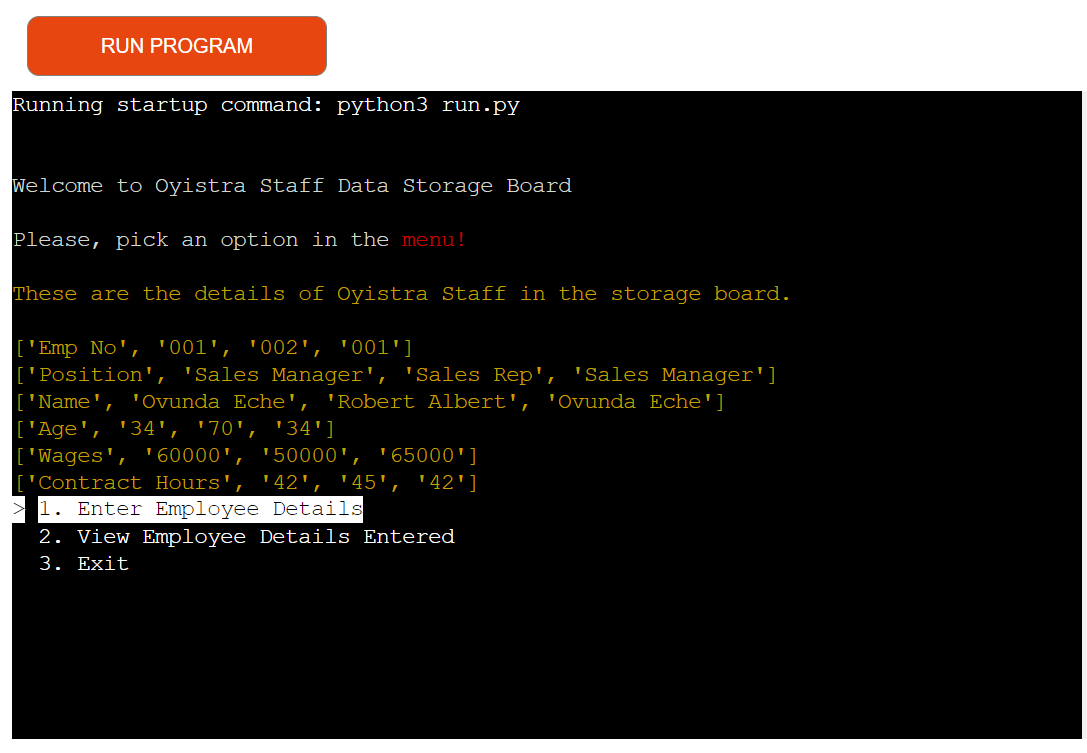 RUN PROGRAM
Running startup command: python3 run.py
Welcome to Oyistra Staff Data Storage Board
Please, pick an option in the menu!
These are the details of Oyistra Staff in the storage board.
['Emp No', '001', '002', '001']
['Position', 'Sales Manager', 'Sales Rep', 'Sales Manager']
['Name', 'Ovunda Eche', 'Robert Albert', 'Ovunda Eche']
['Age', '34', '70', '34']
['Wages', '60000', '50000', '65000']
['Contract Hours', '42', '45', '42']
> 1. Enter Employee Details
2. View Employee Details Entered
3. Exit